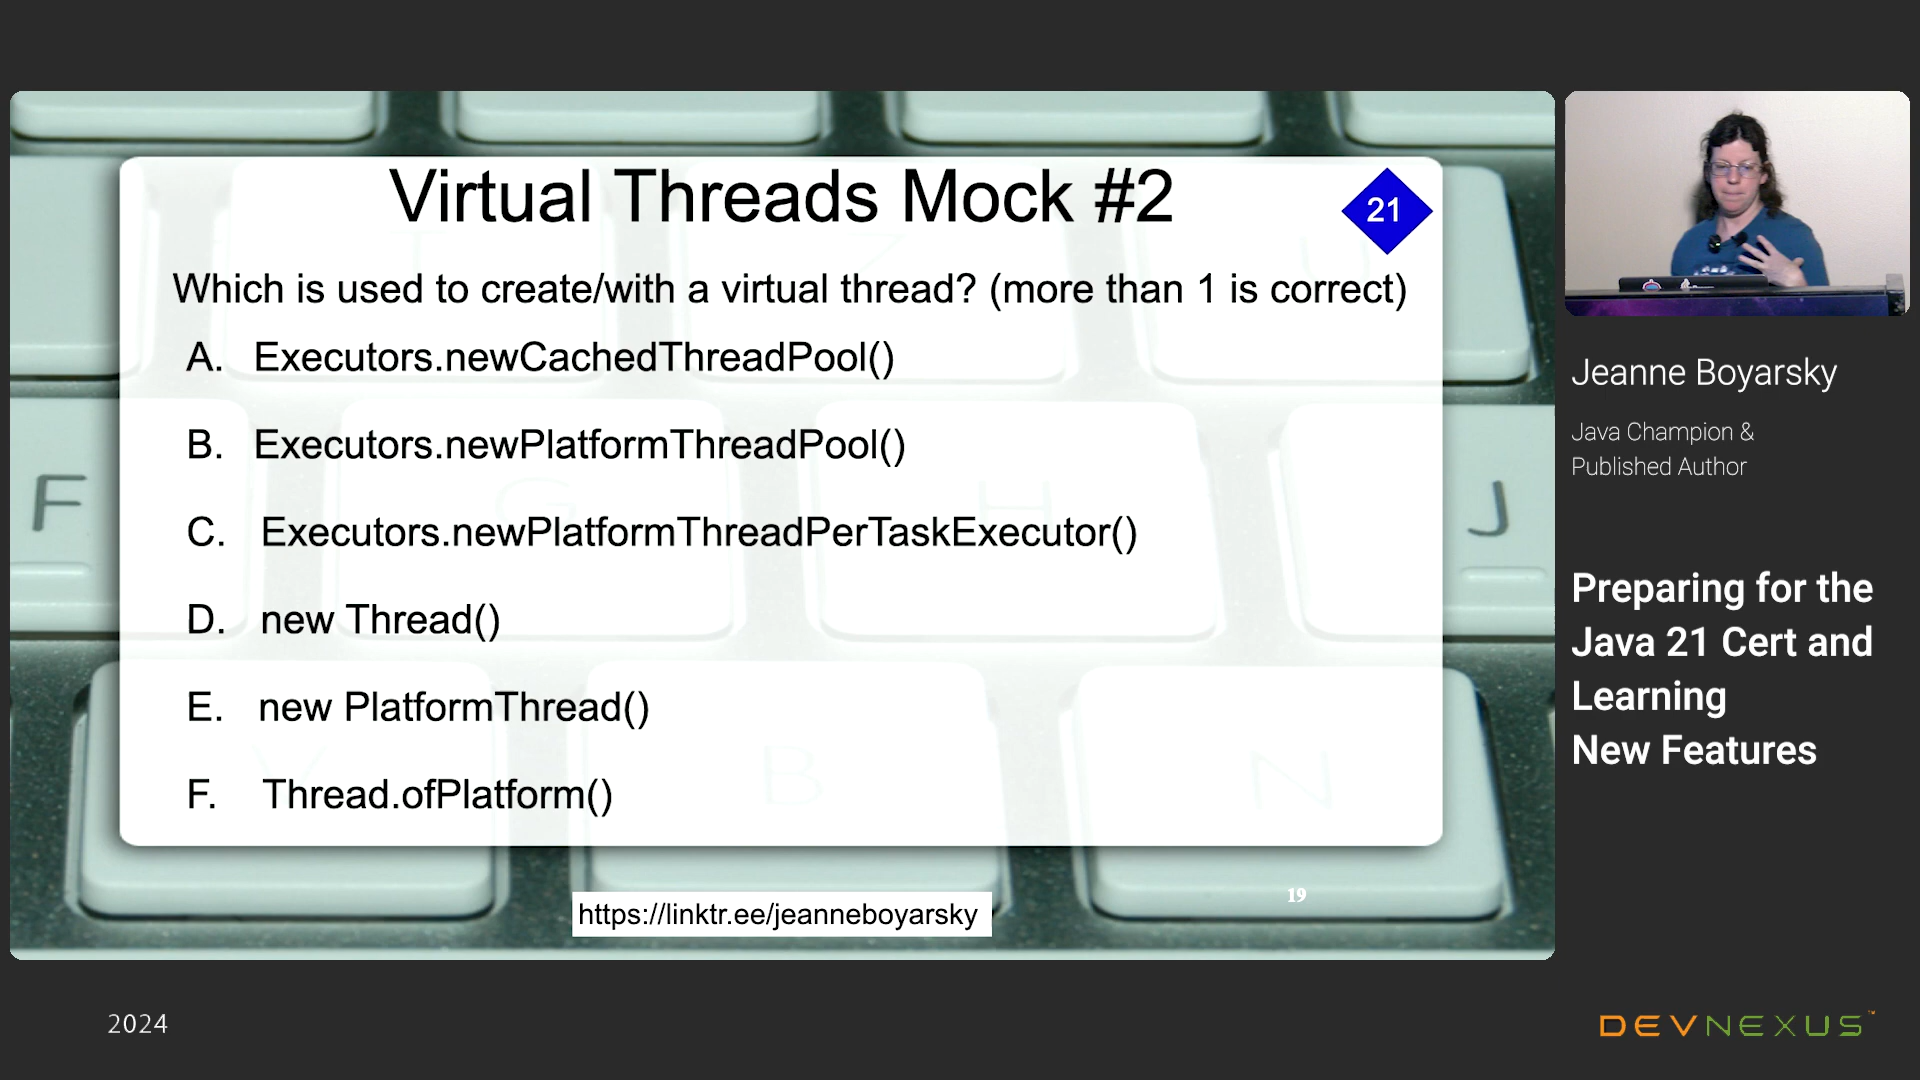 Virtual Threads Mock #2
21
Which is used to create/with a virtual thread? (more than 1 is correct)
A. Executors.newCachedThreadPool()
B. Executors.newPlatformThreadPool()
C. Executors.newPlatformThreadPerTaskExecutor()
D. new Thread()
E. new PlatformThread()
F. Thread.ofPlatform()
19
https://linktr.ee/jeanneboyarsky
F
J
G
H
Y
B
N
Jeanne Boyarsky
Java Champion &
Published Author
Preparing for the
Java 21 Cert and
Learning
New Features
2024
DEVNEXUS™